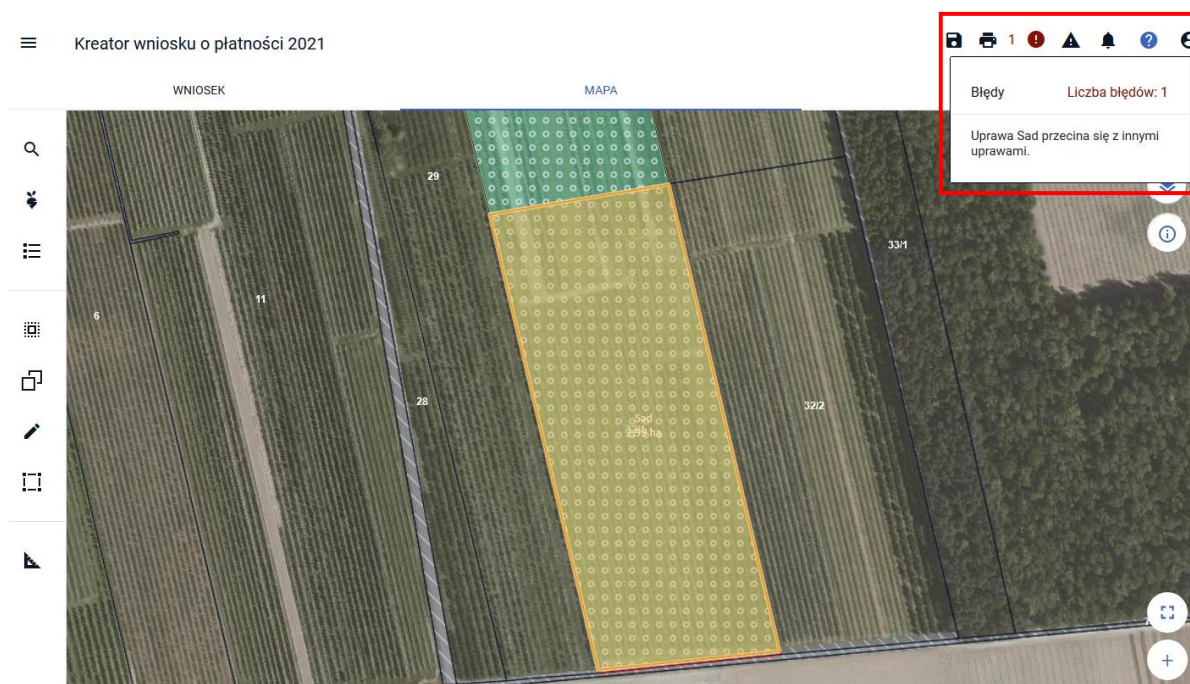 Kreator wniosku o płatności 2021
1
WNIOSEK
MAPA
Błędy
Liczba błędów: 1
Uprawa Sad przecina się z innymi
uprawami.
29
33/1
11
6
28
32/2
Sad
ha